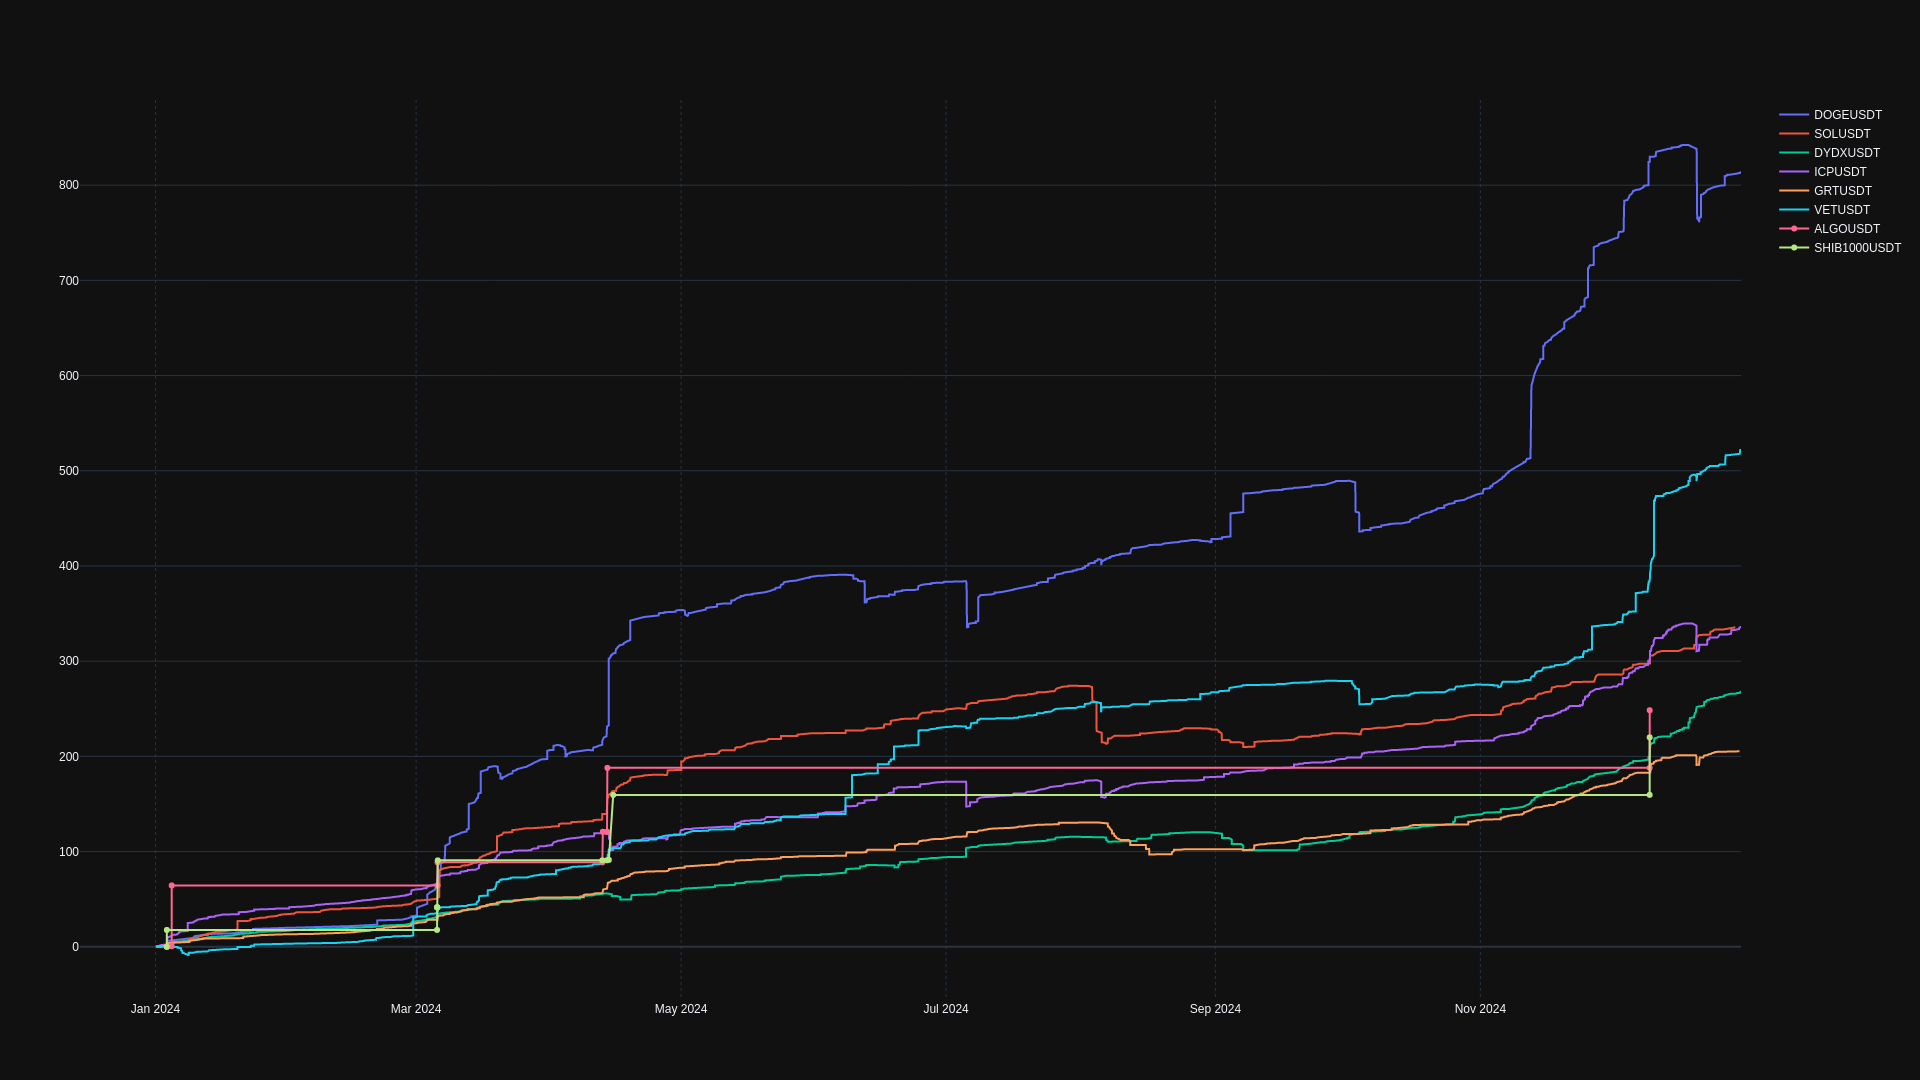 DOGEUSDT
SOLUSDT
DYDXUSDT
ICPUSDT
GRTUSDT
VETUSDT
ALGOUSDT
SHIB1000USDT
800
700
600
500
400
300
200
100
0
Jan 2024 Mar 2024 May 2024 Jul 2024 Sep 2024 Nov 2024